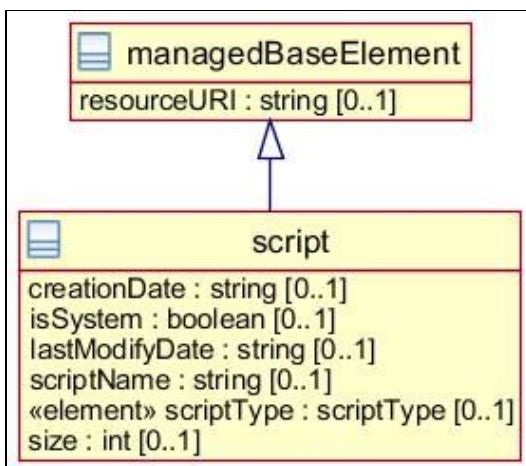 managedBaseElement
resourceURI : string [0..1]
script
creationDate : string [0..1]
isSystem : boolean [0..1]
lastModifyDate : string [0..1]
scriptName : string [0..1]
«element» scriptType : scriptType [0..1]
size : int [0..1]